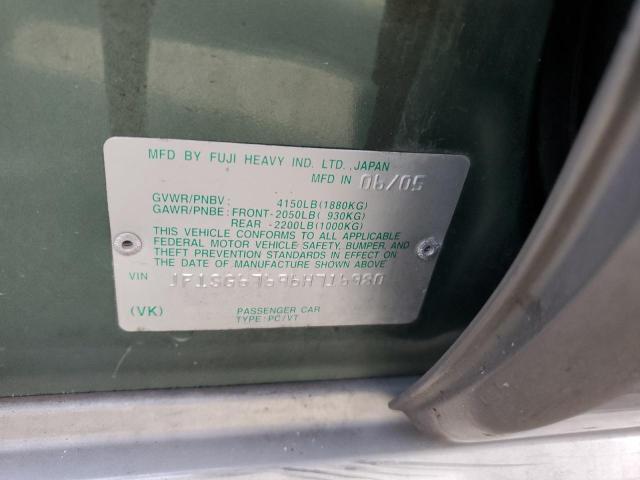 MFD BY FUJI HEAVY IND. LTD., JAPAN
MFD IN 06/05
GVWR/PNBV : 4150LB(1880KG)
GAWR/PNBE: FRONT-2050LB( 930KG)
REAR -2200LB(1000KG)
THIS VEHICLE CONFORMS TO ALL APPLICABLE
FEDERAL MOTOR VEHICLE SAFETY, BUMPER, AND
THEFT PREVENTION STANDARDS IN EFFECT
ON THE DATE OF MANUFACTURE SHOWN ABOVE.
VIN
(VK)
PASSENGER CAR
TYPE:PC/VT